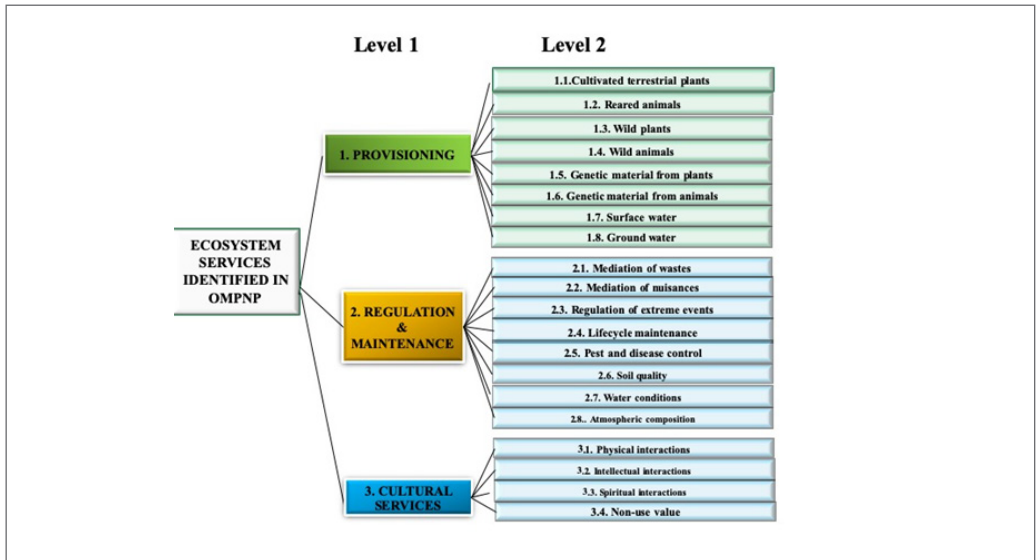 Level 1
Level 2
ECOSYSTEM
SERVICES
IDENTIFIED IN
OMPNP
1. PROVISIONING
1.1.Cultivated terrestrial plants
1.2. Reared animals
1.3. Wild plants
1.4. Wild animals
1.5. Genetic material from plants
1.6. Genetic material from animals
1.7. Surface water
1.8. Ground water
2. REGULATION
&
MAINTENANCE
2.1. Mediation of wastes
2.2. Mediation of nuisances
2.3. Regulation of extreme events
2.4. Lifecycle maintenance
2.5. Pest and disease control
2.6. Soil quality
2.7. Water conditions
2.8.. Atmospheric composition
3. CULTURAL
SERVICES
3.1. Physical interactions
3.2. Intellectual interactions
3.3. Spiritual interactions
3.4. Non-use value